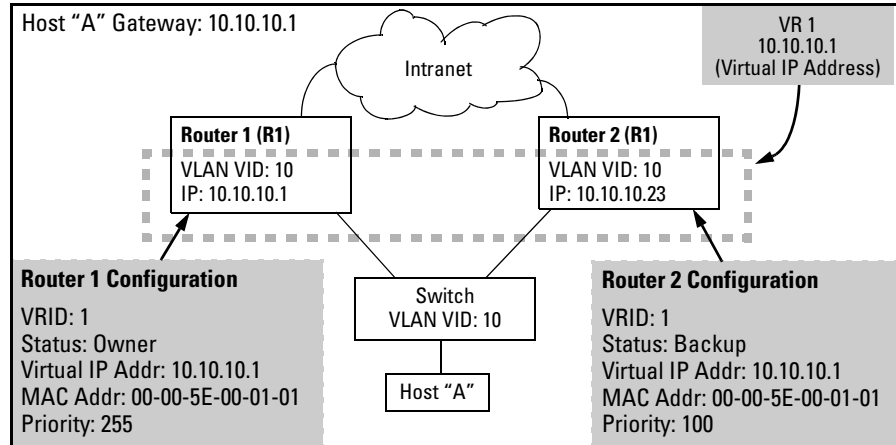 Host “A” Gateway: 10.10.10.1
VR 1
10.10.10.1
(Virtual IP Address)
Intranet
Router 1 (R1)
VLAN VID: 10
IP: 10.10.10.1
Router 2 (R1)
VLAN VID: 10
IP: 10.10.10.23
Router 1 Configuration
VRID: 1
Status: Owner
Virtual IP Addr: 10.10.10.1
MAC Addr: 00-00-5E-00-01-01
Priority: 255
Switch
VLAN VID: 10
Host “A”
Router 2 Configuration
VRID: 1
Status: Backup
Virtual IP Addr: 10.10.10.1
MAC Addr: 00-00-5E-00-01-01
Priority: 100